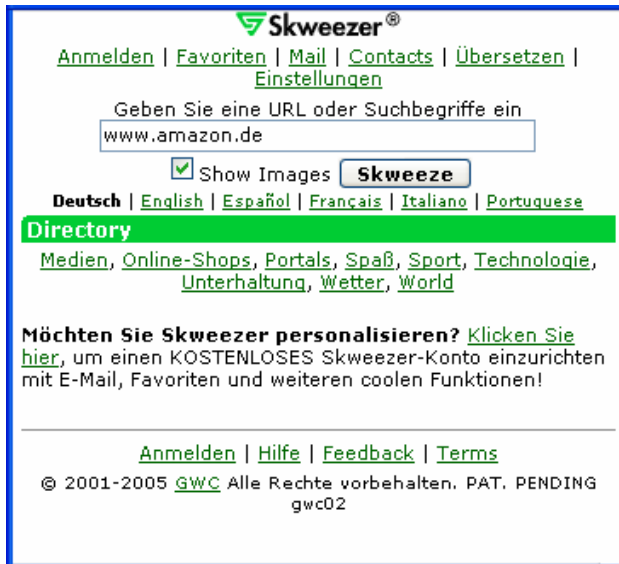 Skweezer®
Anmelden | Favoriten | Mail | Contacts | Übersetzen |
Einstellungen
Geben Sie eine URL oder Suchbegriffe ein
www.amazon.de
Show Images Skweeze
Deutsch | English | Español | Français | Italiano | Portuguese
Directory
Medien, Online-Shops, Portals, Spaß, Sport, Technologie,
Unterhaltung, Wetter, World
Möchten Sie Skweezer personalisieren? Klicken Sie
hier, um einen KOSTENLOSES Skweezer-Konto einzurichten
mit E-Mail, Favoriten und weiteren coolen Funktionen!
Anmelden | Hilfe | Feedback | Terms
© 2001-2005 GWC Alle Rechte vorbehalten. PAT. PENDING
gwc02